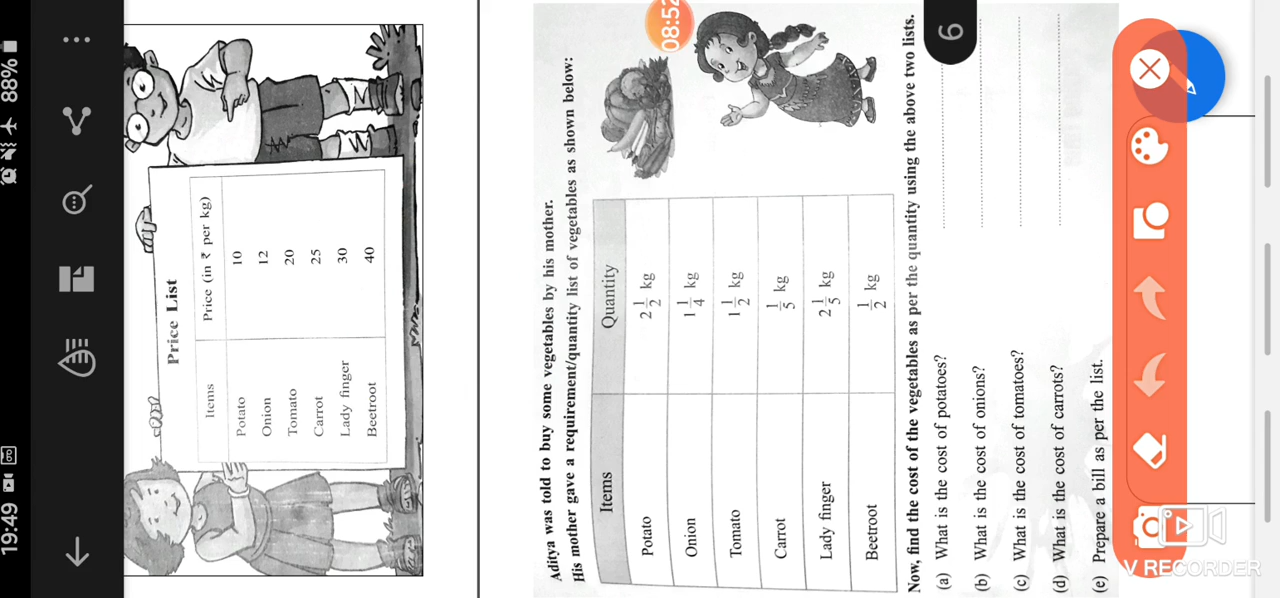 19:49
88%
Price List
Items Price (in ₹ per kg)
Potato 10
Onion 12
Tomato 20
Carrot 25
Lady finger 30
Beetroot 40
Aditya was told to buy some vegetables by his mother.
His mother gave a requirement/quantity list of vegetables as shown below:
Items Quantity
Potato 2 1/2 kg
Onion 1 1/4 kg
Tomato 1 1/2 kg
Carrot 1/5 kg
Lady finger 2 1/5 kg
Beetroot 1/2 kg
Now, find the cost of the vegetables as per the quantity using the above two lists.
(a) What is the cost of potatoes?
(b) What is the cost of onions?
(c) What is the cost of tomatoes?
(d) What is the cost of carrots?
(e) Prepare a bill as per the list.
08:52
6
V RECORDER